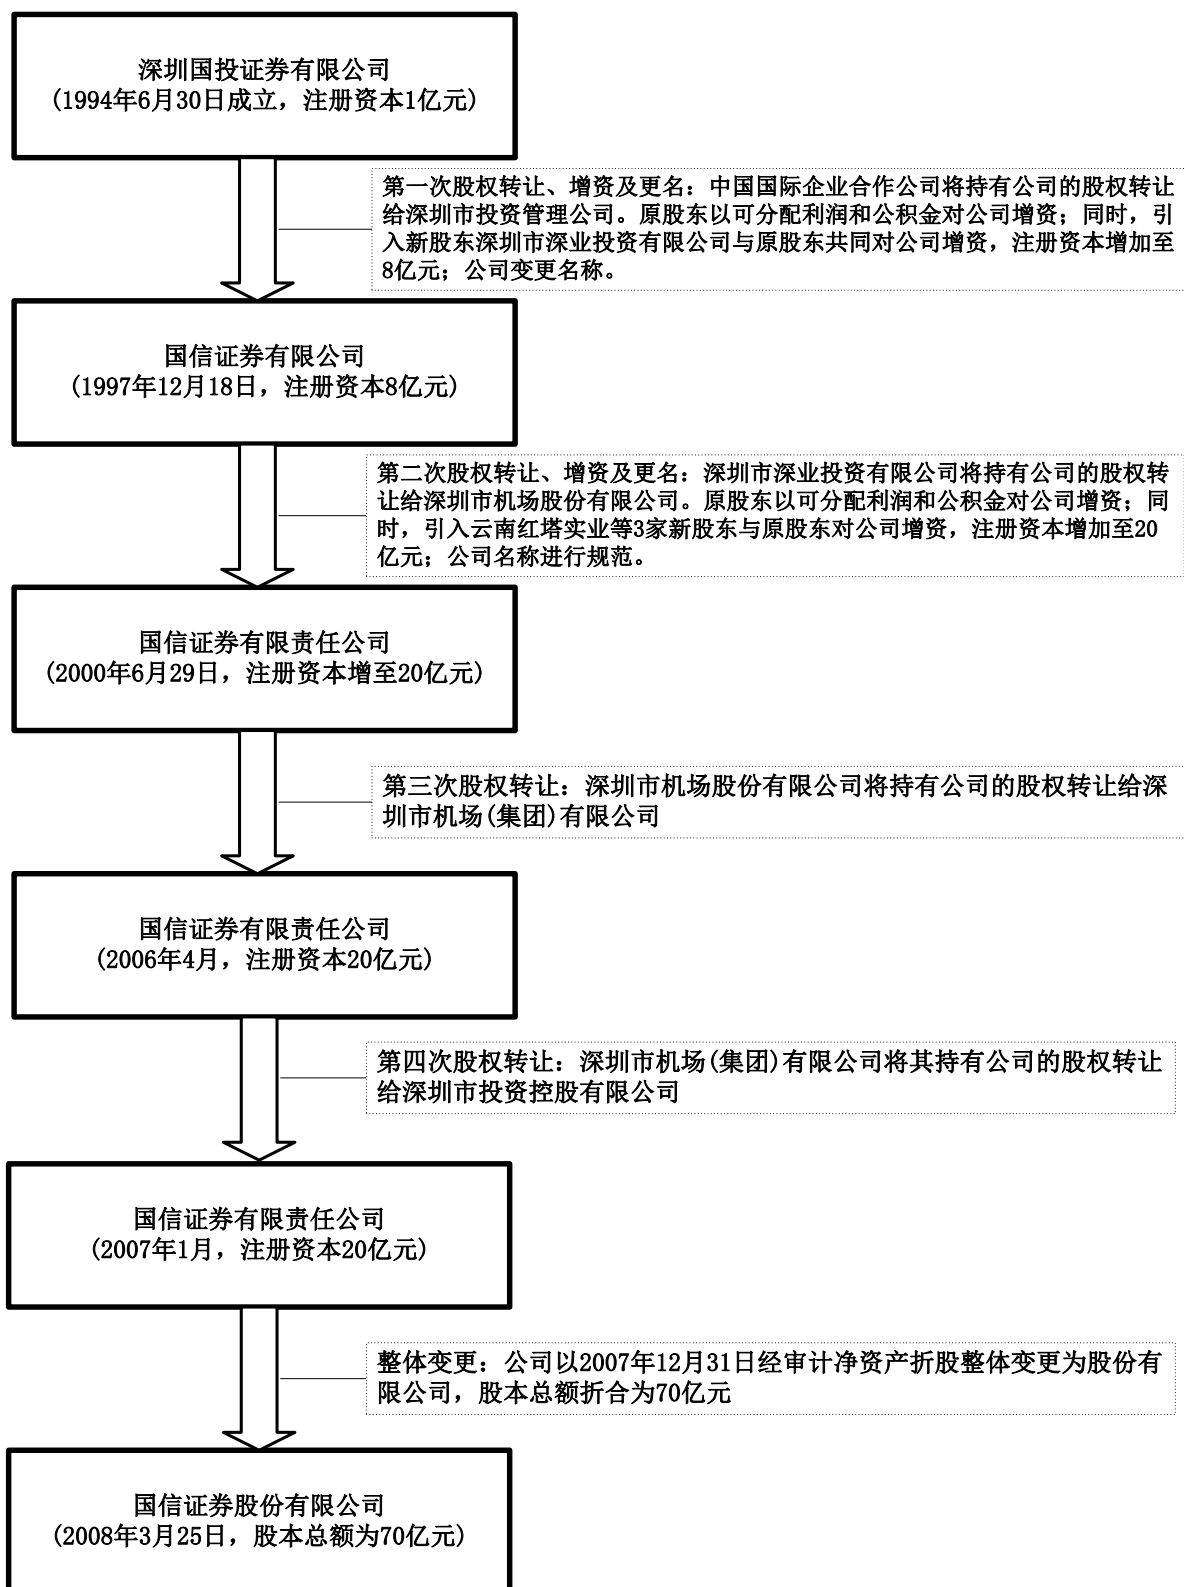 深圳国投证券有限公司
(1994年6月30日成立，注册资本1亿元)
第一次股权转让、增资及更名：中国国际企业合作公司将持有公司的股权转让
给深圳市投资管理公司。原股东以可分配利润和公积金对公司增资；同时，引
入新股东深圳市深业投资有限公司与原股东共同对公司增资，注册资本增加至
8亿元；公司变更名称。
国信证券有限公司
(1997年12月18日，注册资本8亿元)
第二次股权转让、增资及更名：深圳市深业投资有限公司将持有公司的股权转
让给深圳市机场股份有限公司。原股东以可分配利润和公积金对公司增资；同
时，引入云南红塔实业等3家新股东与原股东对公司增资，注册资本增加至20
亿元；公司名称进行规范。
国信证券有限责任公司
(2000年6月29日，注册资本增至20亿元)
第三次股权转让：深圳市机场股份有限公司将持有公司的股权转让给深
圳市机场(集团)有限公司
国信证券有限责任公司
(2006年4月，注册资本20亿元)
第四次股权转让：深圳市机场(集团)有限公司将其持有公司的股权转让
给深圳市投资控股有限公司
国信证券有限责任公司
(2007年1月，注册资本20亿元)
整体变更：公司以2007年12月31日经审计净资产折股整体变更为股份有
限公司，股本总额折合为70亿元
国信证券股份有限公司
(2008年3月25日，股本总额为70亿元)